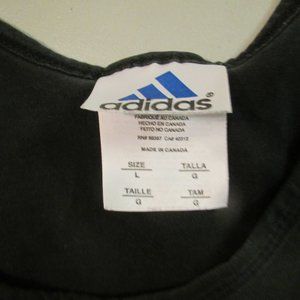 adidas
FABRIQUÉ AU CANADA
HECHO EN CANADA
FEITO NO CANADA
MADE IN CANADA
SIZE TALLA
L G
TAILLE TAM
G G